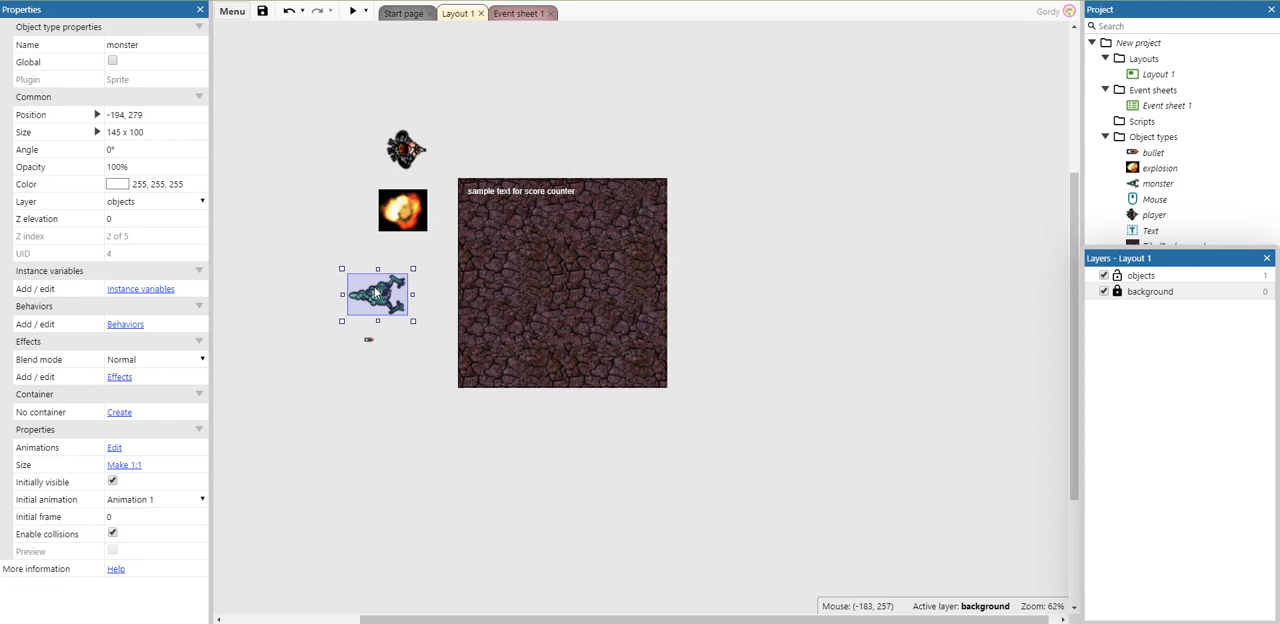 Properties
Object type properties
Name monster
Global
Plugin Sprite
Common
Position -194, 279
Size 145 x 100
Angle 0°
Opacity 100%
Color 255, 255, 255
Layer objects
Z elevation 0
Z index 2 of 5
UID 4
Instance variables
Add / edit Instance variables
Behaviors
Add / edit Behaviors
Effects
Blend mode Normal
Add / edit Effects
Container
No container Create
Properties
Animations Edit
Size Make 1:1
Initially visible
Initial animation Animation 1
Initial frame 0
Enable collisions
Preview
More information Help
Menu
Start page
Layout 1
Event sheet 1
Gordy
sample text for score counter
Mouse: (-183, 257) Active layer: background Zoom: 62%
Project
Search
New project
Layouts
Layout 1
Event sheets
Event sheet 1
Scripts
Object types
bullet
explosion
monster
Mouse
player
Text
Layers - Layout 1
objects 1
background 0